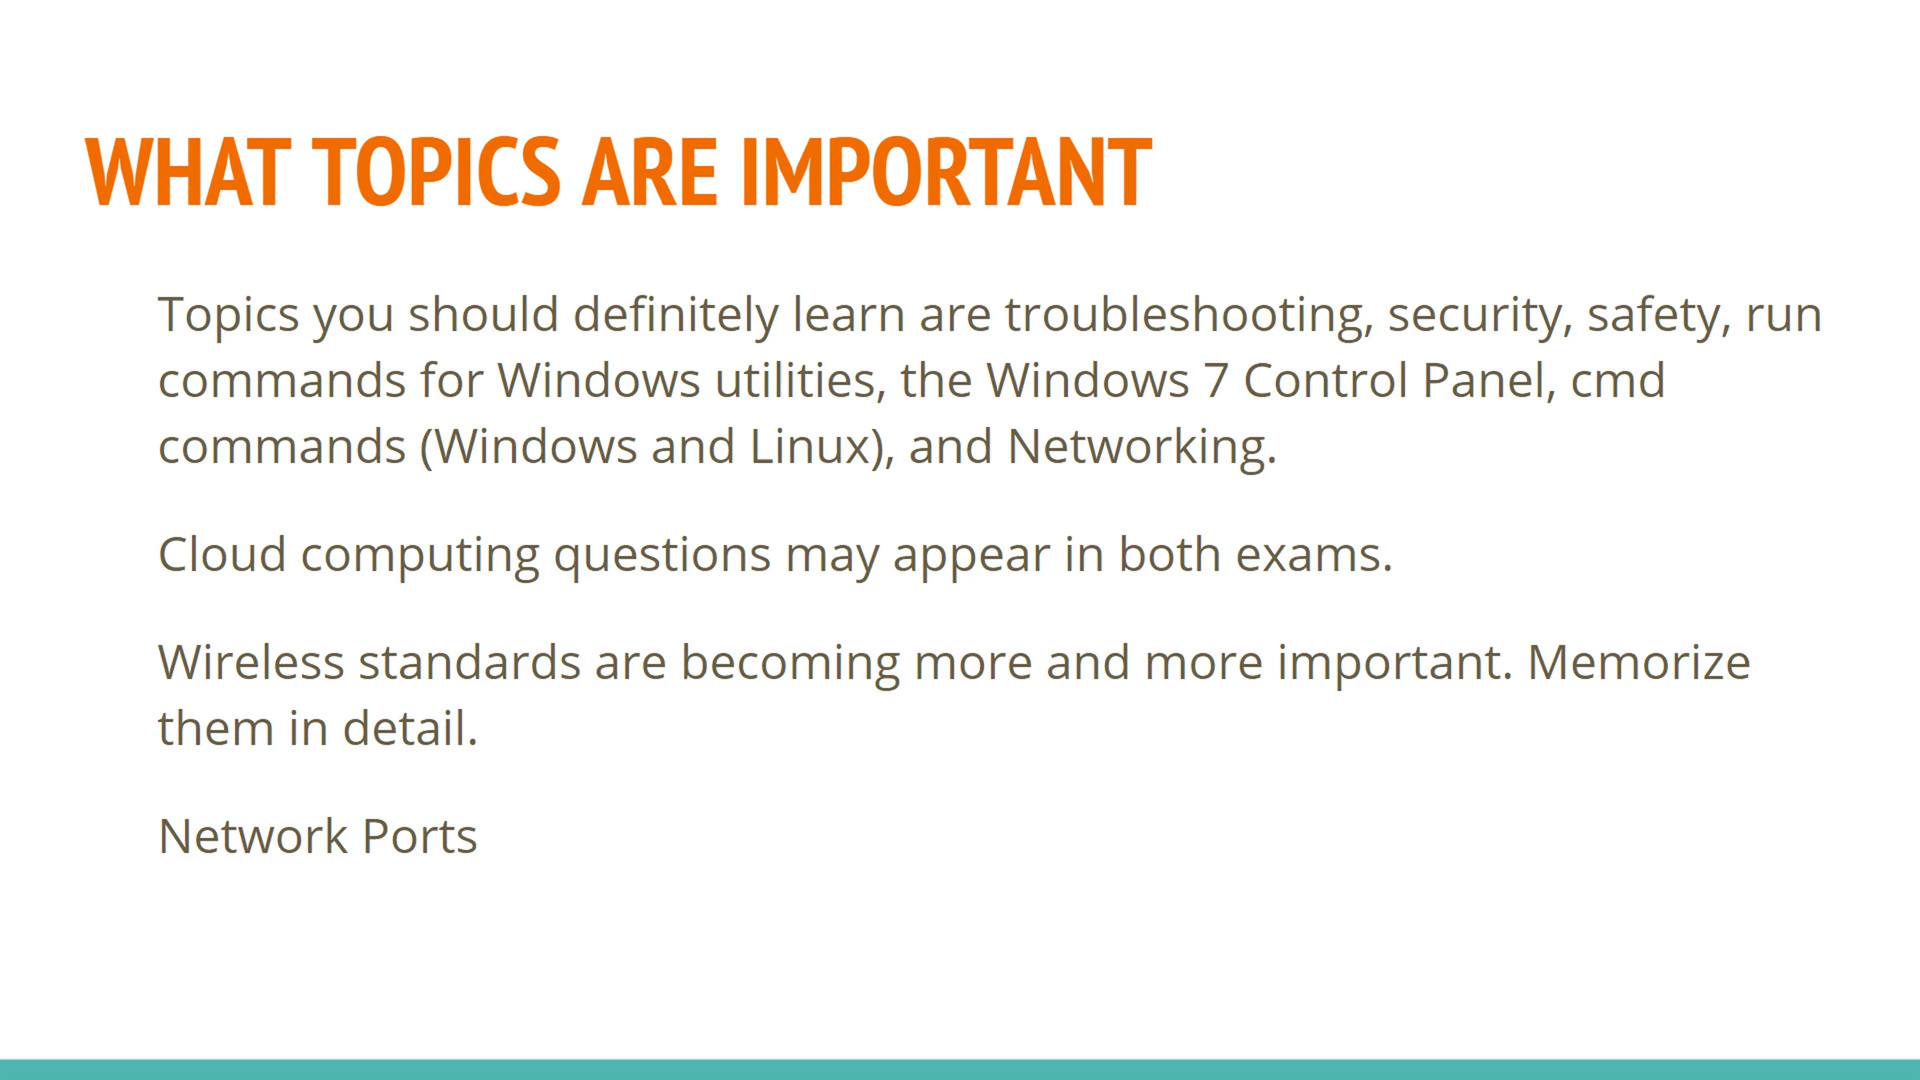 WHAT TOPICS ARE IMPORTANT
Topics you should definitely learn are troubleshooting, security, safety, run
commands for Windows utilities, the Windows 7 Control Panel, cmd
commands (Windows and Linux), and Networking.
Cloud computing questions may appear in both exams.
Wireless standards are becoming more and more important. Memorize
them in detail.
Network Ports